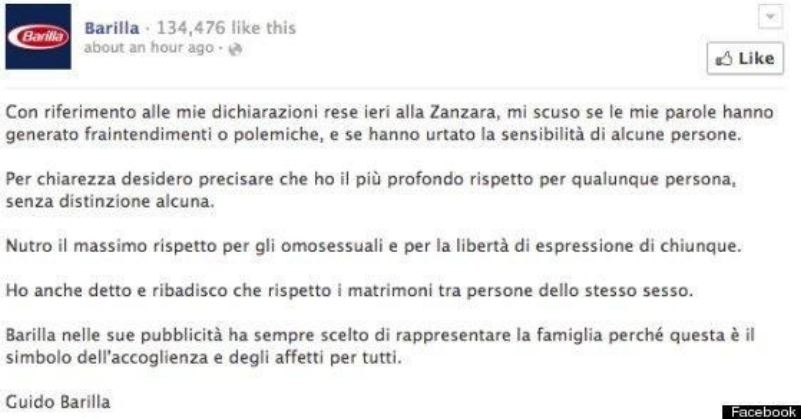 Barilla
Barilla · 134,476 like this
about an hour ago ·
Like
Con riferimento alle mie dichiarazioni rese ieri alla Zanzara, mi scuso se le mie parole hanno
generato fraintendimenti o polemiche, e se hanno urtato la sensibilità di alcune persone.
Per chiarezza desidero precisare che ho il più profondo rispetto per qualunque persona,
senza distinzione alcuna.
Nutro il massimo rispetto per gli omosessuali e per la libertà di espressione di chiunque.
Ho anche detto e ribadisco che rispetto i matrimoni tra persone dello stesso sesso.
Barilla nelle sue pubblicità ha sempre scelto di rappresentare la famiglia perché questa è il
simbolo dell'accoglienza e degli affetti per tutti.
Guido Barilla
Facebook